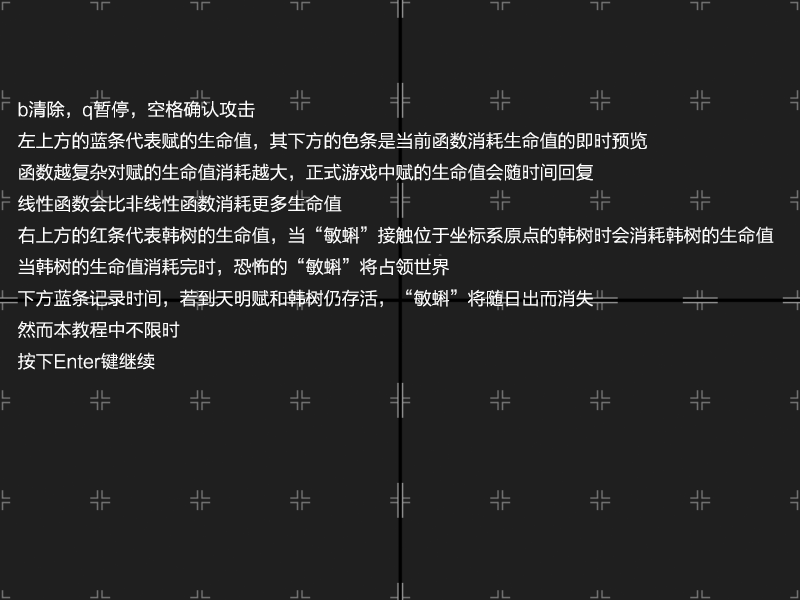 b清除，q暂停，空格确认攻击
左上方的蓝条代表赋的生命值，其下方的色条是当前函数消耗生命值的即时预览
函数越复杂对赋的生命值消耗越大，正式游戏中赋的生命值会随时间回复
线性函数会比非线性函数消耗更多生命值
右上方的红条代表韩树的生命值，当“敏蝌”接触位于坐标系原点的韩树时会消耗韩树的生命值
当韩树的生命值消耗完时，恐怖的“敏蝌”将占领世界
下方蓝条记录时间，若到天明赋和韩树仍存活，“敏蝌”将随日出而消失
然而本教程中不限时
按下Enter键继续